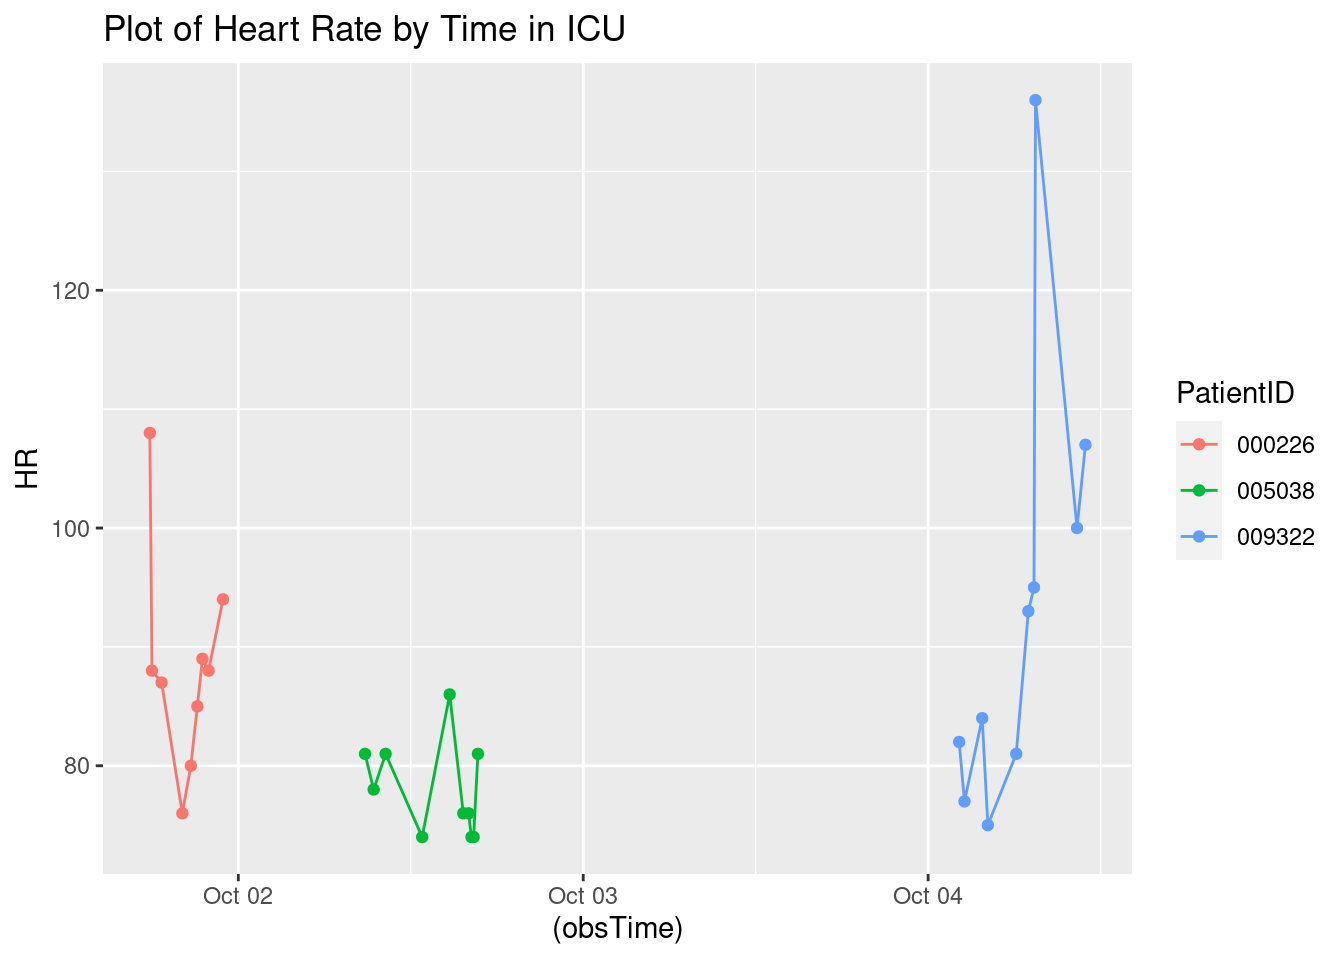 Plot of Heart Rate by Time in ICU
120
100
80
HR
Oct 02
Oct 03
Oct 04
(obsTime)
PatientID
000226
005038
009322